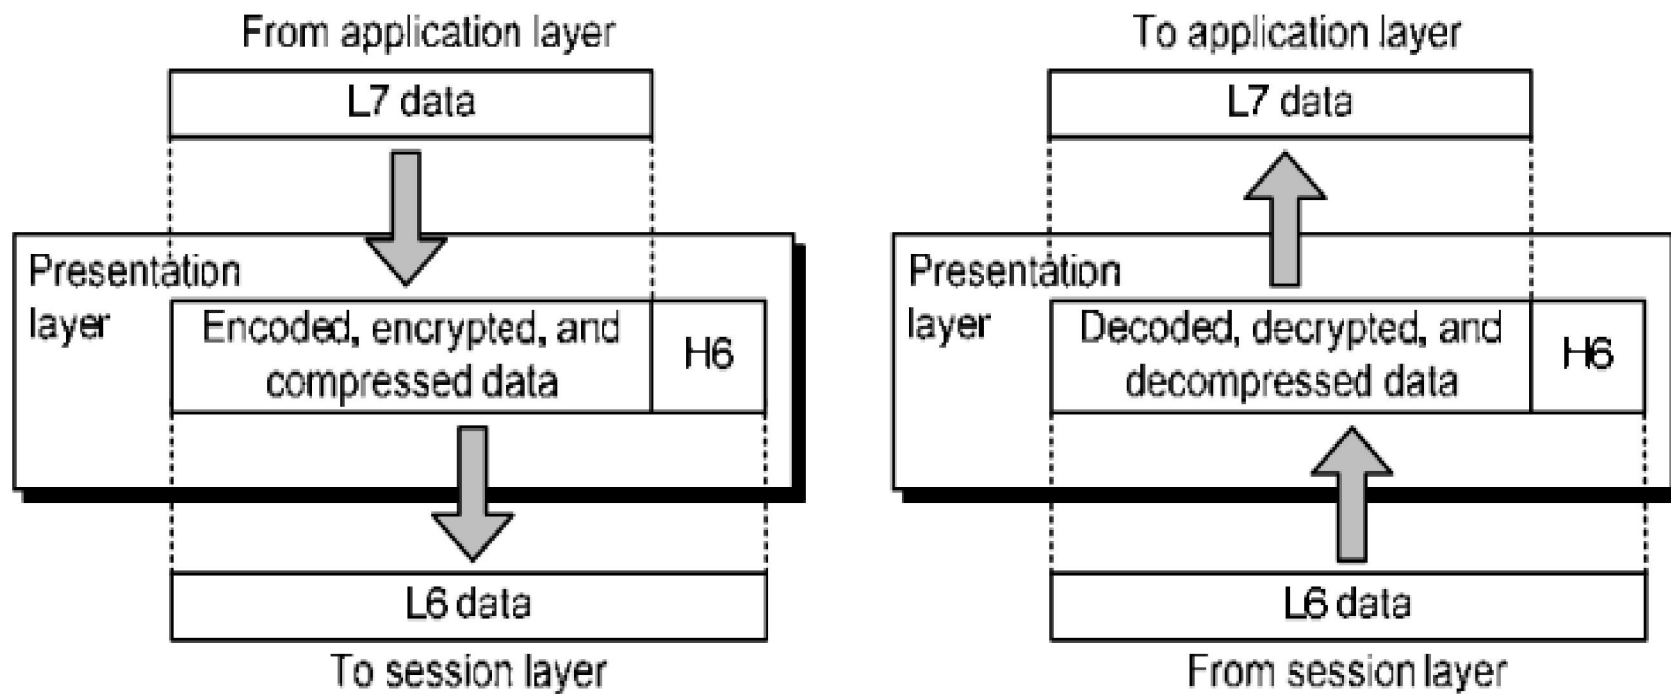 From application layer
L7 data
Presentation
layer
Encoded, encrypted, and
compressed data
H6
L6 data
To session layer
To application layer
L7 data
Presentation
layer
Decoded, decrypted, and
decompressed data
H6
L6 data
From session layer